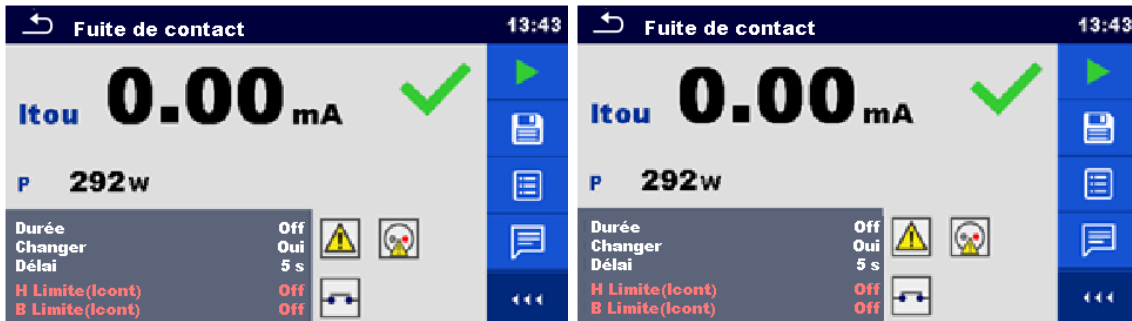 Fuite de contact 13:43
Itou 0.00 mA
P 292w
Durée Off
Changer Oui
Délai 5 s
H Limite(Icont) Off
B Limite(Icont) Off
Fuite de contact 13:43
Itou 0.00 mA
P 292w
Durée Off
Changer Oui
Délai 5 s
H Limite(Icont) Off
B Limite(Icont) Off